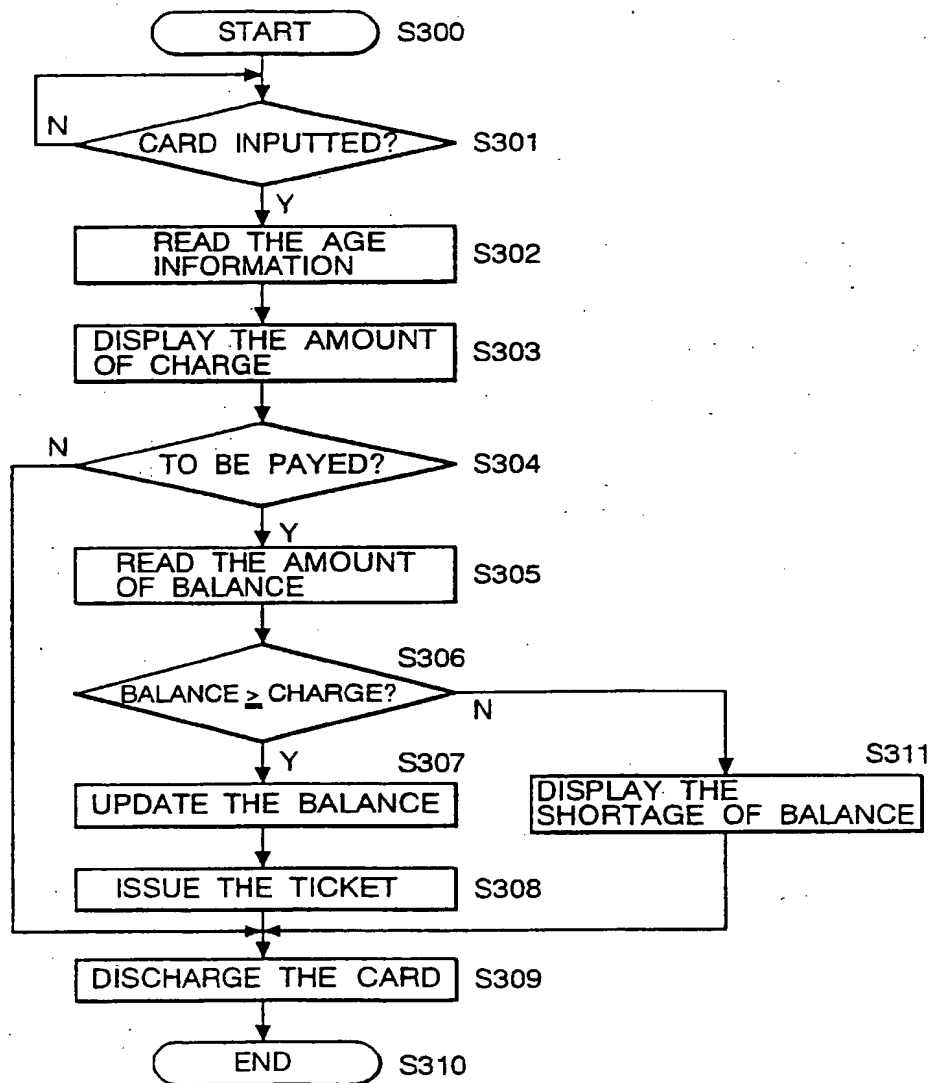 START S300
N
CARD INPUTTED? S301
Y
READ THE AGE
INFORMATION
S302
DISPLAY THE AMOUNT
OF CHARGE
S303
N
TO BE PAYED? S304
Y
READ THE AMOUNT
OF BALANCE
S305
S306
BALANCE ≥ CHARGE?
N
Y
S307
UPDATE THE BALANCE
S311
DISPLAY THE
SHORTAGE OF BALANCE
ISSUE THE TICKET S308
DISCHARGE THE CARD S309
END S310